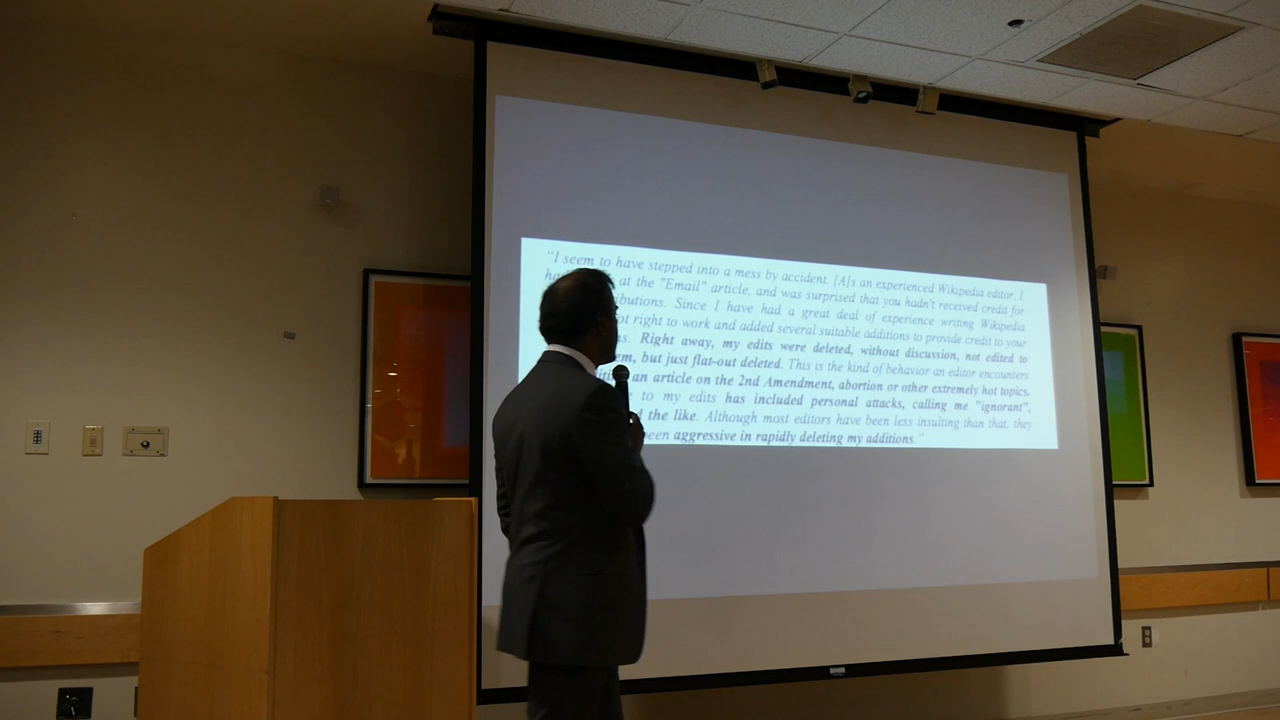 "I seem to have stepped into a mess by accident. [A]s an experienced Wikipedia editor, I
at the "Email" article, and was surprised that you hadn't received credit for
Since I have had a great deal of experience writing Wikipedia
right to work and added several suitable additions to provide credit to your
Right away, my edits were deleted, without discussion, not edited to
but just flat-out deleted. This is the kind of behavior an editor encounters
an article on the 2nd Amendment, abortion or other extremely hot topics.
to my edits has included personal attacks, calling me "ignorant",
the like. Although most editors have been less insulting than that, they
been aggressive in rapidly deleting my additions."